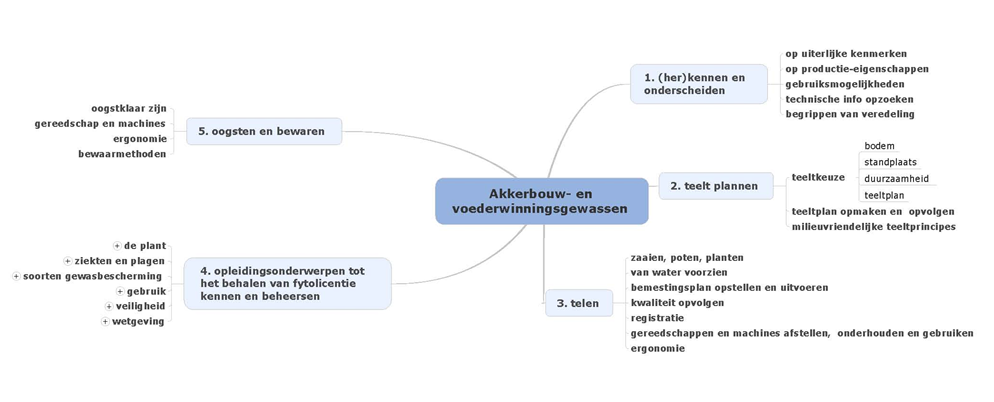 Akkerbouw- en
voederwinningsgewassen
1. (her)kennen en
onderscheiden
op uiterlijke kenmerken
op productie-eigenschappen
gebruiksmogelijkheden
technische info opzoeken
begrippen van veredeling
2. teelt plannen
teeltkeuze
bodem
standplaats
duurzaamheid
teeltplan
teeltplan opmaken en opvolgen
milieuvriendelijke teeltprincipes
3. telen
zaaien, poten, planten
van water voorzien
bemestingsplan opstellen en uitvoeren
kwaliteit opvolgen
registratie
gereedschappen en machines afstellen, onderhouden en gebruiken
ergonomie
4. opleidingsonderwerpen tot
het behalen van fytolicentie
kennen en beheersen
de plant
ziekten en plagen
soorten gewasbescherming
gebruik
veiligheid
wetgeving
5. oogsten en bewaren
oogstklaar zijn
gereedschap en machines
ergonomie
bewaarmethoden